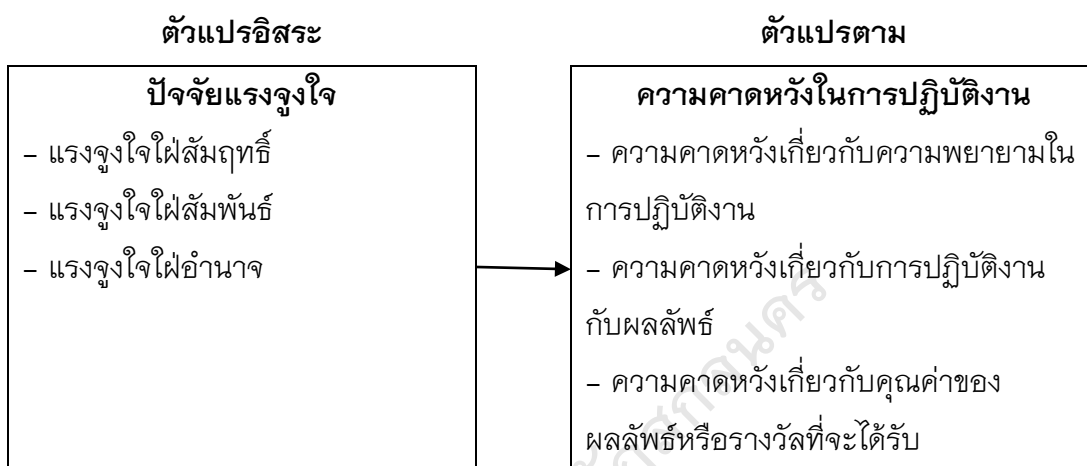 ตัวแปรอิสระ
ปัจจัยแรงจูงใจ
– แรงจูงใจใฝ่สัมฤทธิ์
– แรงจูงใจใฝ่สัมพันธ์
– แรงจูงใจใฝ่อำนาจ
ตัวแปรตาม
ความคาดหวังในการปฏิบัติงาน
– ความคาดหวังเกี่ยวกับความพยายามใน
การปฏิบัติงาน
– ความคาดหวังเกี่ยวกับการปฏิบัติงาน
กับผลลัพธ์
– ความคาดหวังเกี่ยวกับคุณค่าของ
ผลลัพธ์หรือรางวัลที่จะได้รับ